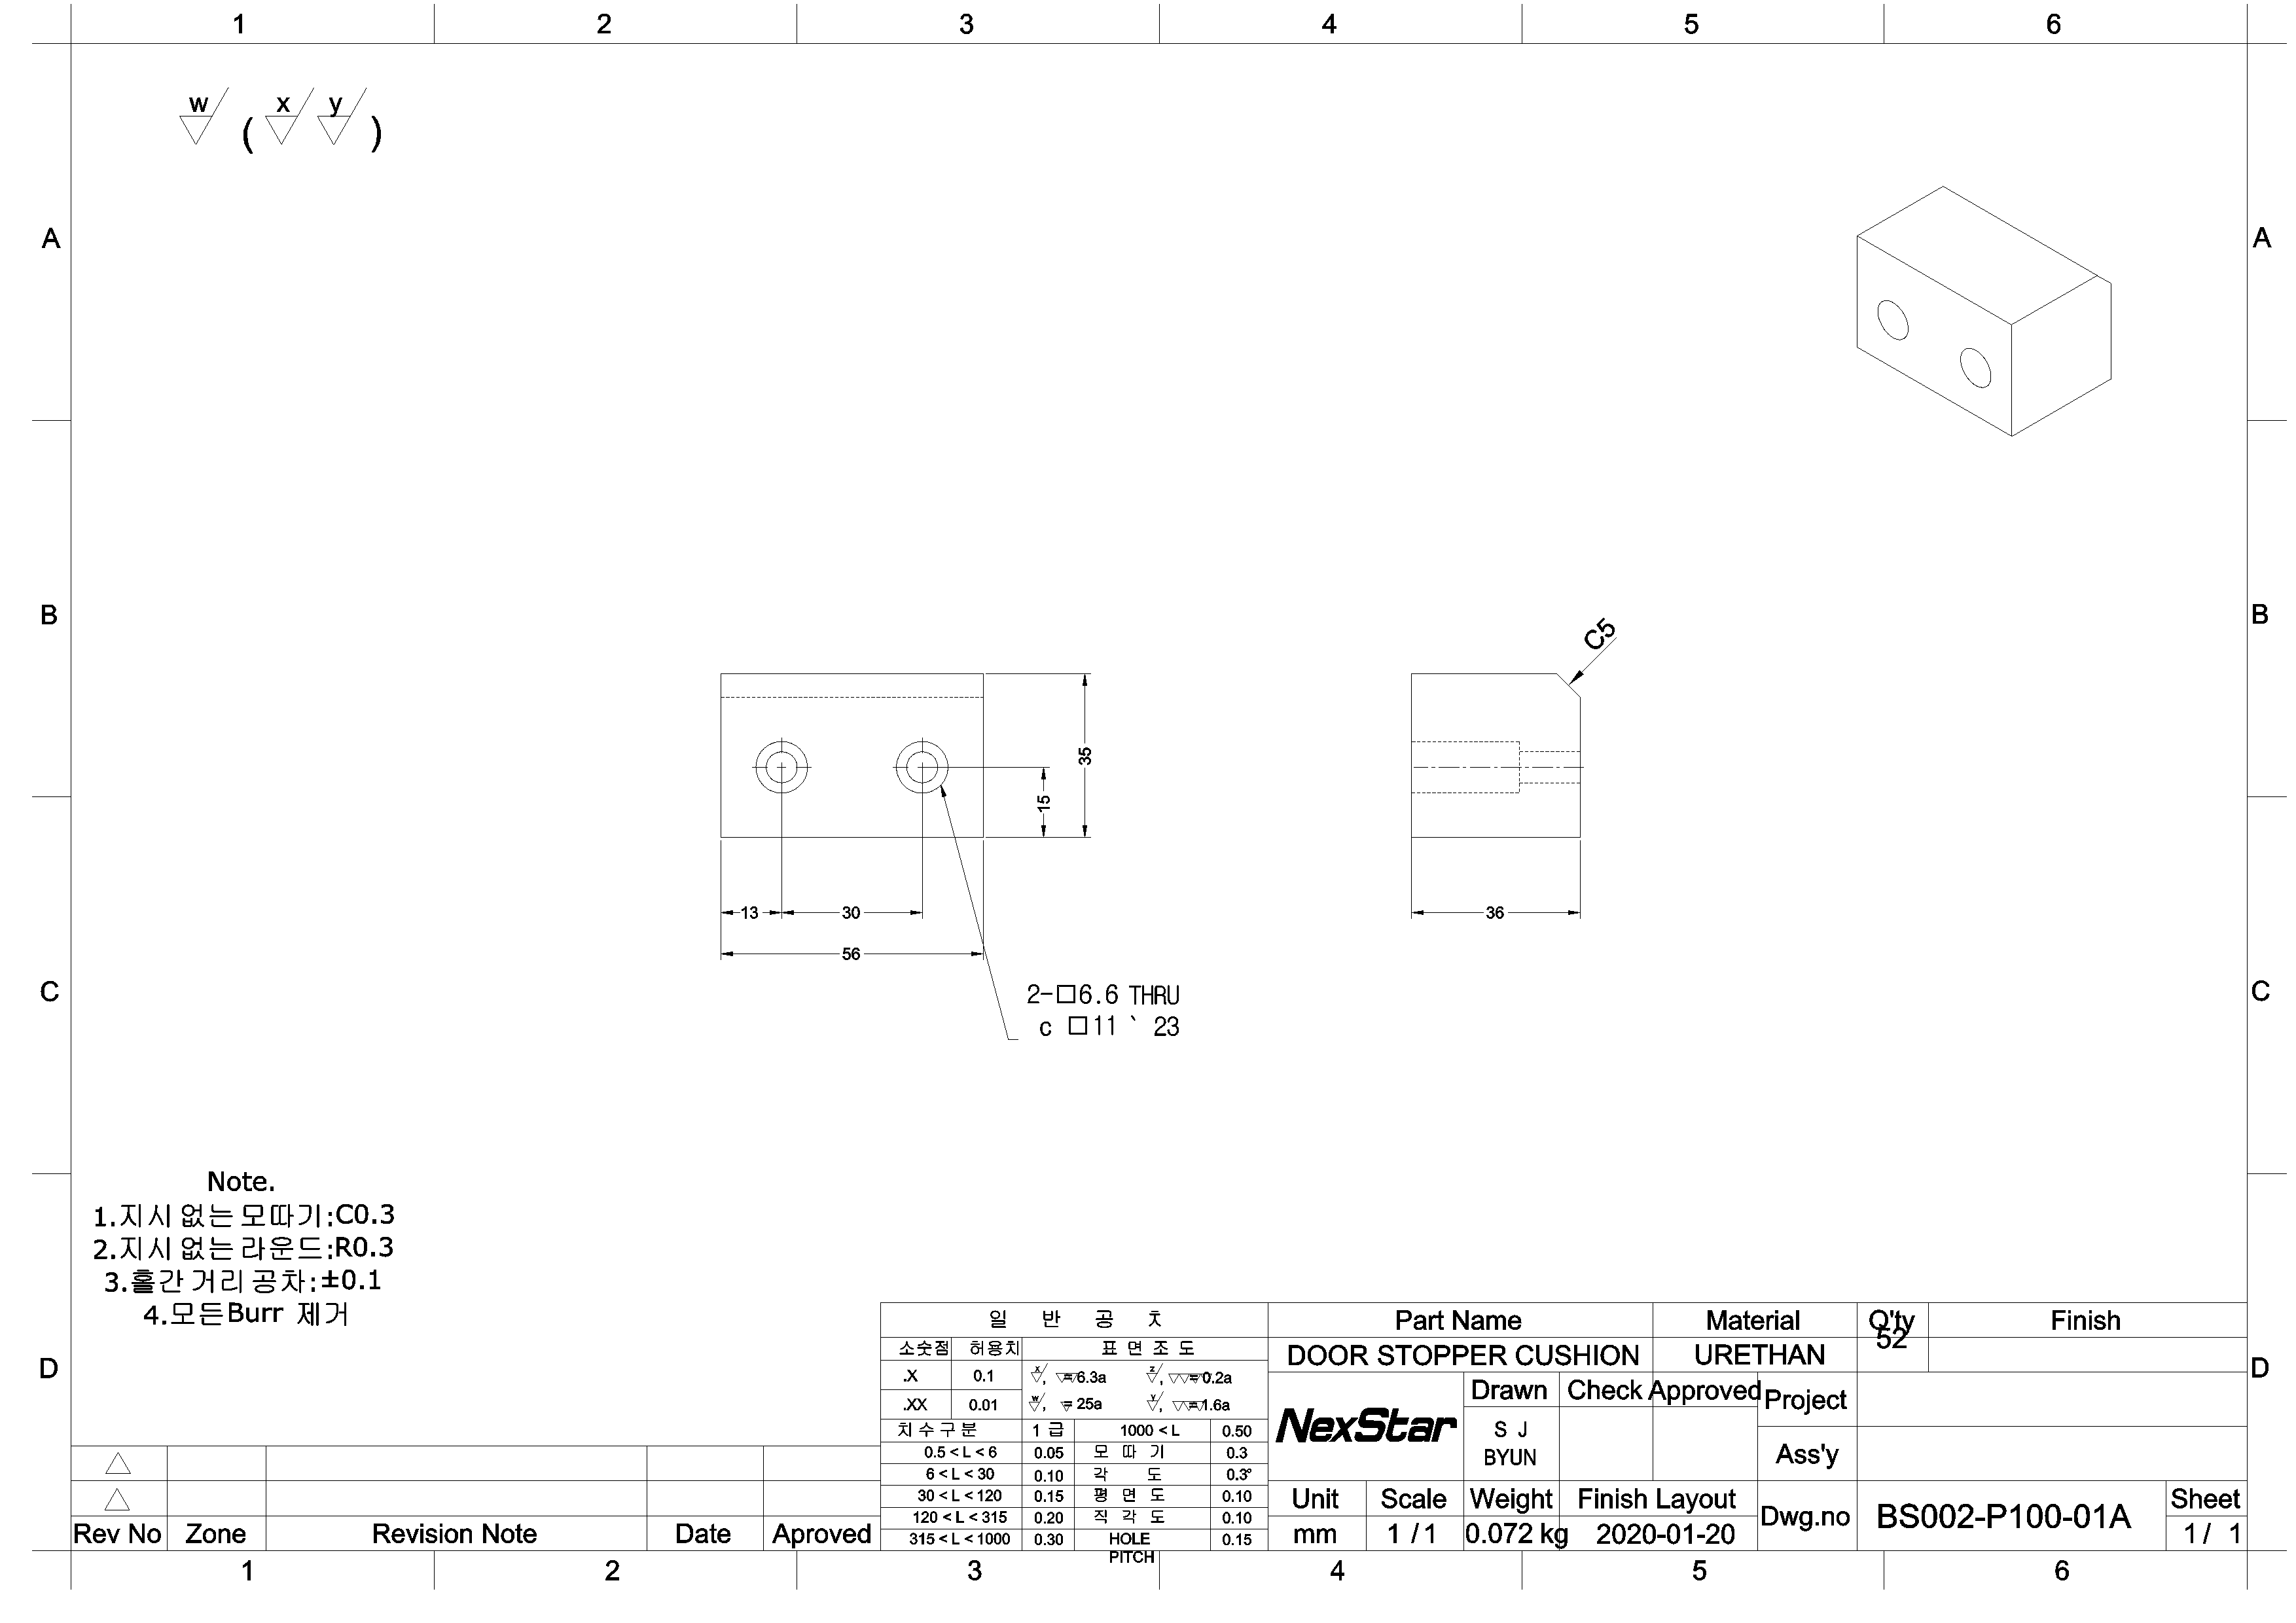 1 2 3 4 5 6
w ( x y )
A A
B B
C C
D D
C5
35
15
13 30
56
36
2-□6.6 THRU
c □11 ` 23
Note.
1.지시 없는 모따기:C0.3
2.지시 없는 라운드:R0.3
3.홀간 거리 공차:±0.1
4.모든Burr 제거
Rev No Zone Revision Note Date Aproved
일 반 공 차
소숫점 허용치 표 면 조 도
.X 0.1 x, 6.3a z, 0.2a
.XX 0.01 w, 25a y, 1.6a
치 수 구 분 1 급 1000 < L 0.50
0.5 < L < 6 0.05 모 따 기 0.3
6 < L < 30 0.10 각 도 0.3°
30 < L < 120 0.15 평 면 도 0.10
120 < L < 315 0.20 직 각 도 0.10
315 < L < 1000 0.30 HOLE PITCH 0.15
Part Name Material Q'ty Finish
DOOR STOPPER CUSHION URETHAN 52
NexStar
Drawn Check Approved Project
S J
BYUN
Ass'y
Unit Scale Weight Finish Layout Dwg.no BS002-P100-01A Sheet
mm 1 / 1 0.072 kg 2020-01-20 1 / 1
1 2 3 4 5 6